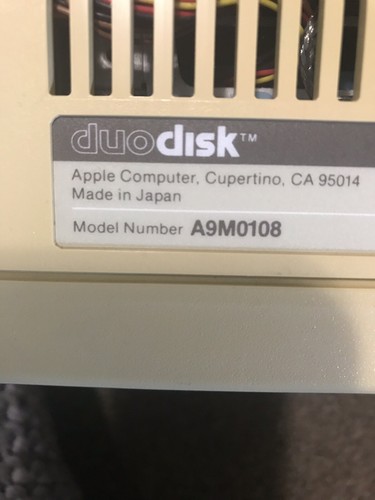 duodisk™
Apple Computer, Cupertino, CA 95014
Made in Japan
Model Number A9M0108